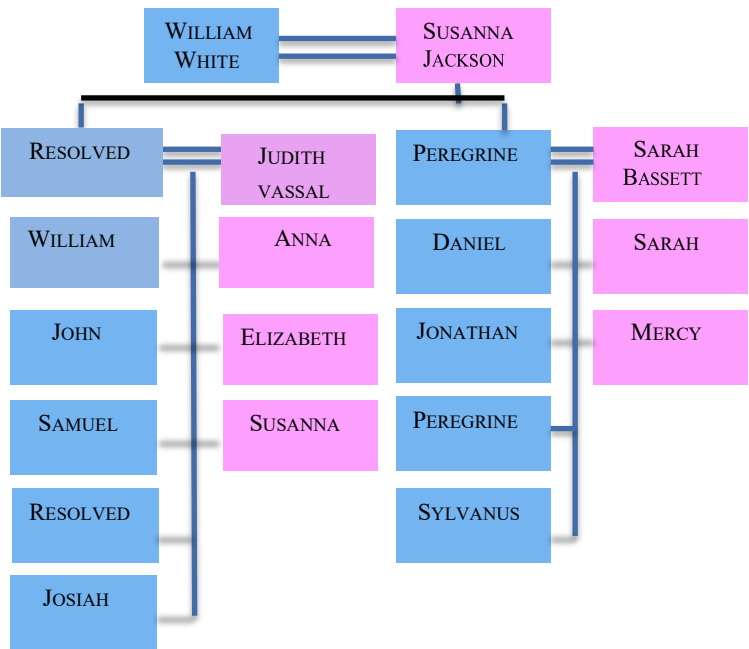 WILLIAM
WHITE
SUSANNA
JACKSON
RESOLVED
JUDITH
VASSAL
PEREGRINE
SARAH
BASSETT
WILLIAM
ANNA
DANIEL
SARAH
JOHN
ELIZABETH
JONATHAN
MERCY
SAMUEL
SUSANNA
PEREGRINE
RESOLVED
SYLVANUS
JOSIAH